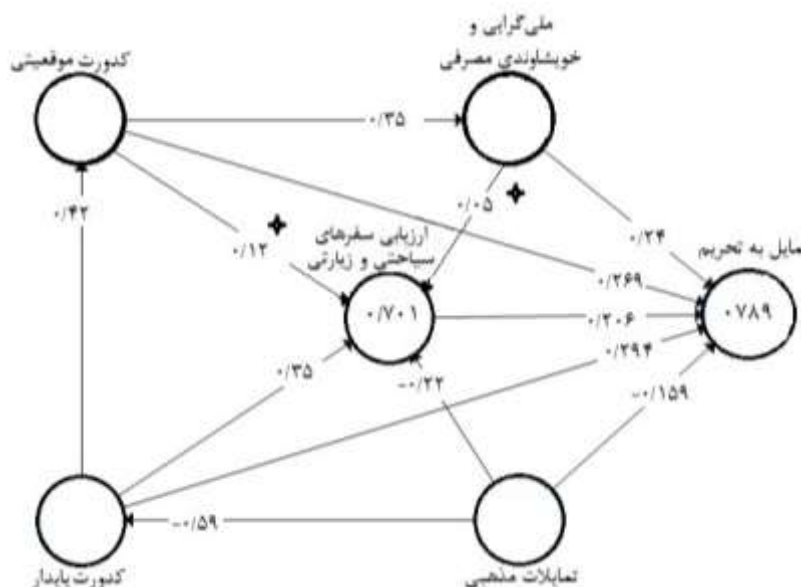 ملی‌گرایی و
خویشاوندی مصرفی
کدورت موقعیتی
۰/۳۵
۰/۴۲
۰/۱۲
۰/۰۵
۰/۲۴
ارزیابی سفرهای
سیاحتی و زیارتی
۰/۷۰۱
۰/۲۶۹
۰/۲۰۶
۰/۲۹۴
مایل به تحریم
۰۷۸۹
۰/۳۵
-۰/۲۲
-۰/۱۵۹
-۰/۵۹
کدورت پایدار
تمایلات مذهبی